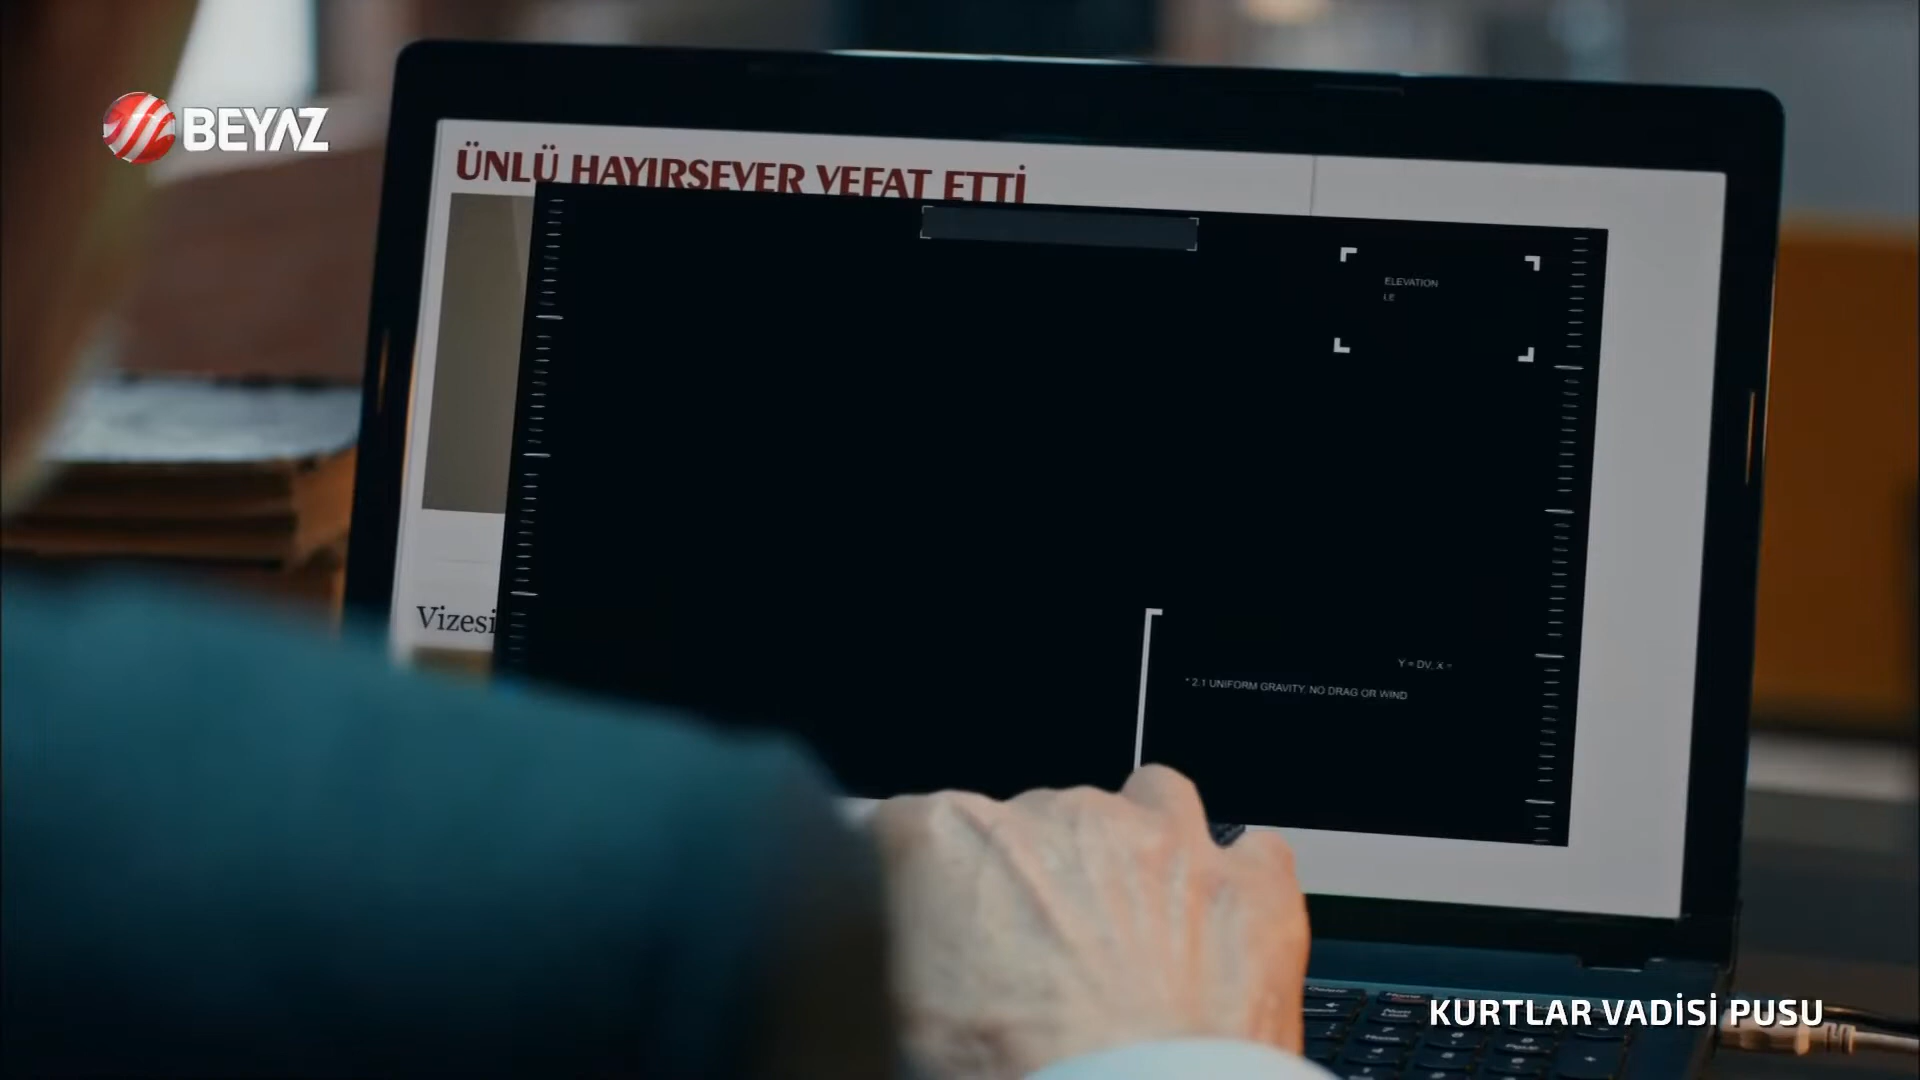 BEYAZ
ÜNLÜ HAYIRSEVER VEFAT ETTİ
ELEVATION
Vizesi
Y = DV, X =
* 2.1 UNIFORM GRAVITY, NO DRAG OR WIND
KURTLAR VADİSİ PUSU